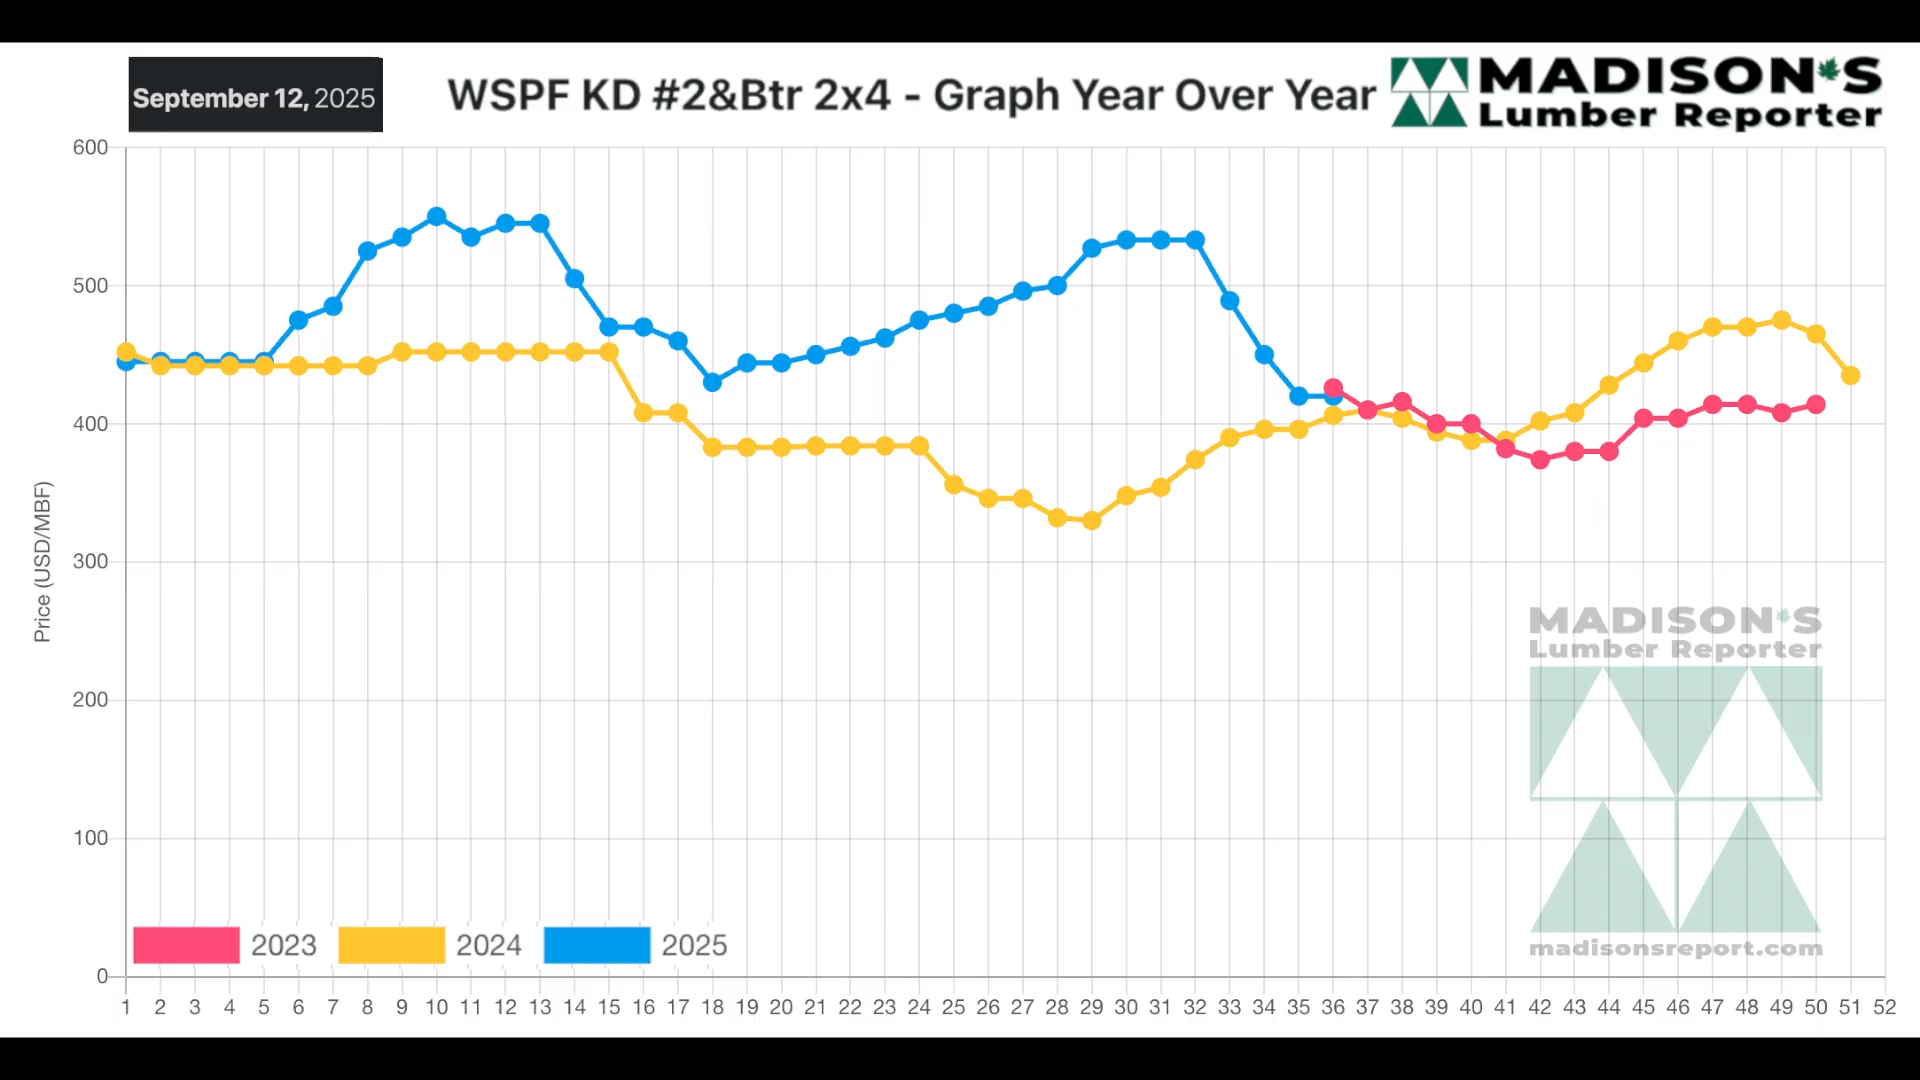 September 12, 2025
WSPF KD #2&Btr 2x4 - Graph Year Over Year
MADISON'S
Lumber Reporter
600
500
400
300
200
100
0
Price (USD/MBF)
MADISON'S
Lumber Reporter
madisonsreport.com
2023 2024 2025
1 2 3 4 5 6 7 8 9 10 11 12 13 14 15 16 17 18 19 20 21 22 23 24 25 26 27 28 29 30 31 32 33 34 35 36 37 38 39 40 41 42 43 44 45 46 47 48 49 50 51 52